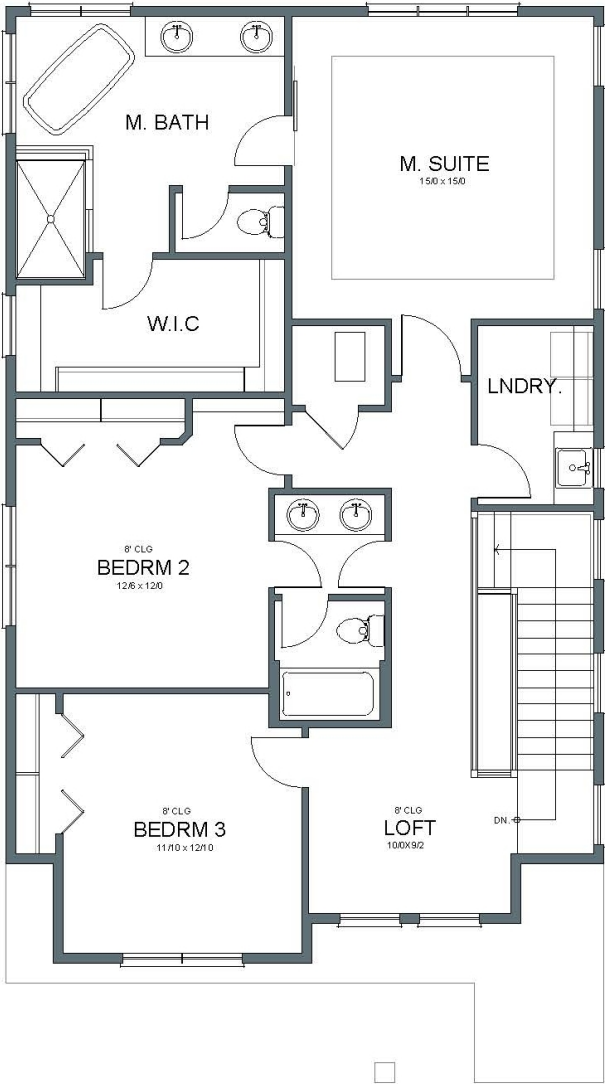 M. BATH
M. SUITE
15/0 x 15/0
W.I.C
LNDRY.
8' CLG
BEDRM 2
12/6 x 12/0
8' CLG
BEDRM 3
11/10 x 12/10
8' CLG
LOFT
10/0X9/2
DN.